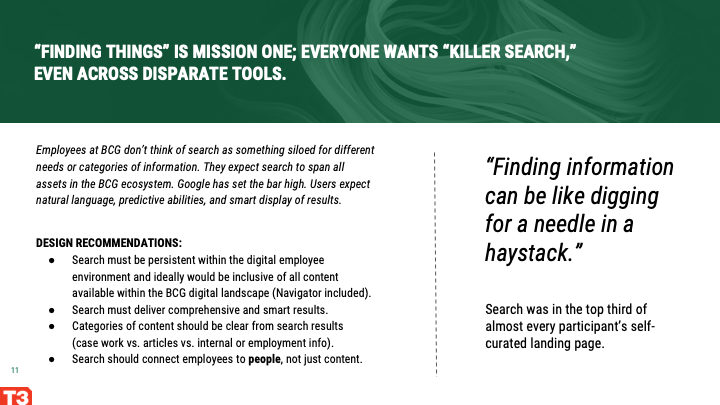 “FINDING THINGS” IS MISSION ONE; EVERYONE WANTS “KILLER SEARCH,”
EVEN ACROSS DISPARATE TOOLS.
Employees at BCG don’t think of search as something siloed for different
needs or categories of information. They expect search to span all
assets in the BCG ecosystem. Google has set the bar high. Users expect
natural language, predictive abilities, and smart display of results.
DESIGN RECOMMENDATIONS:
● Search must be persistent within the digital employee
environment and ideally would be inclusive of all content
available within the BCG digital landscape (Navigator included).
● Search must deliver comprehensive and smart results.
● Categories of content should be clear from search results
(case work vs. articles vs. internal or employment info).
● Search should connect employees to people, not just content.
“Finding information
can be like digging
for a needle in a
haystack.”
Search was in the top third of
almost every participant’s self-
curated landing page.
11
T3